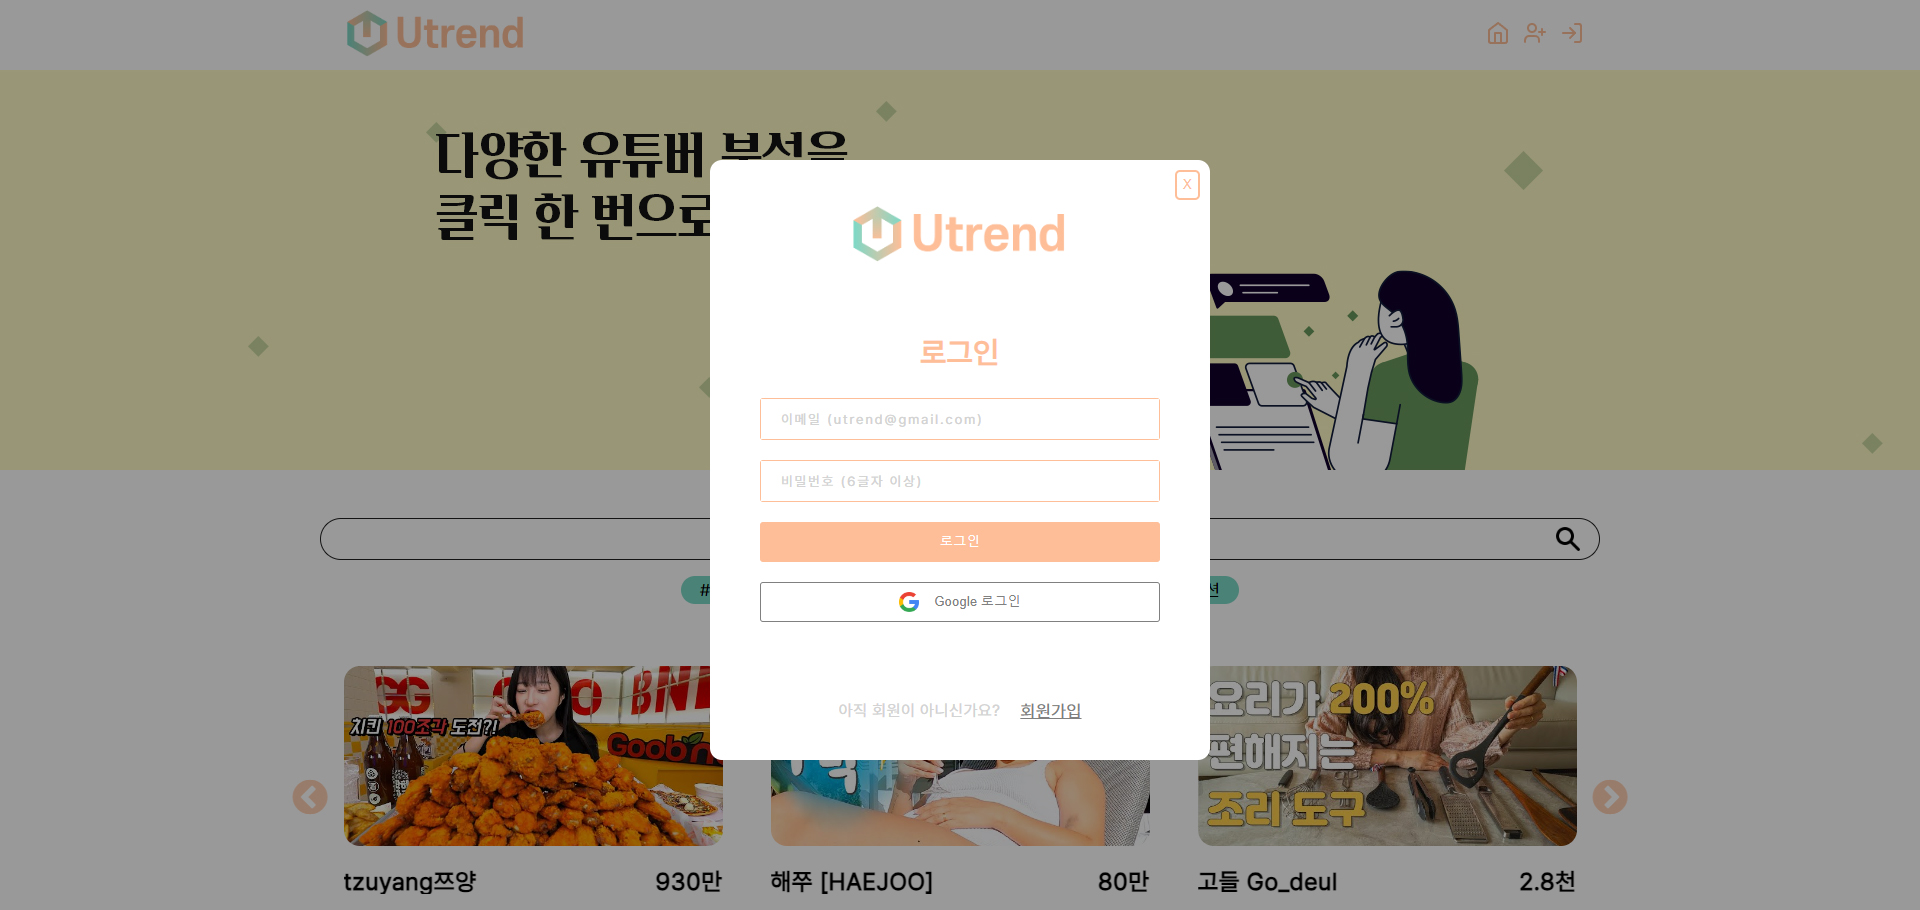 Utrend
다양한 유튜버 분석을
클릭 한 번으로
X
Utrend
로그인
이메일 (utrend@gmail.com)
비밀번호 (6글자 이상)
로그인
Google 로그인
아직 회원이 아니신가요? 회원가입
#
션
치킨 100조각 도전?!
요리가 200%
편해지는
조리 도구
tzuyang쯔양 930만
해쭈 [HAEJOO] 80만
고들 Go_deul 2.8천